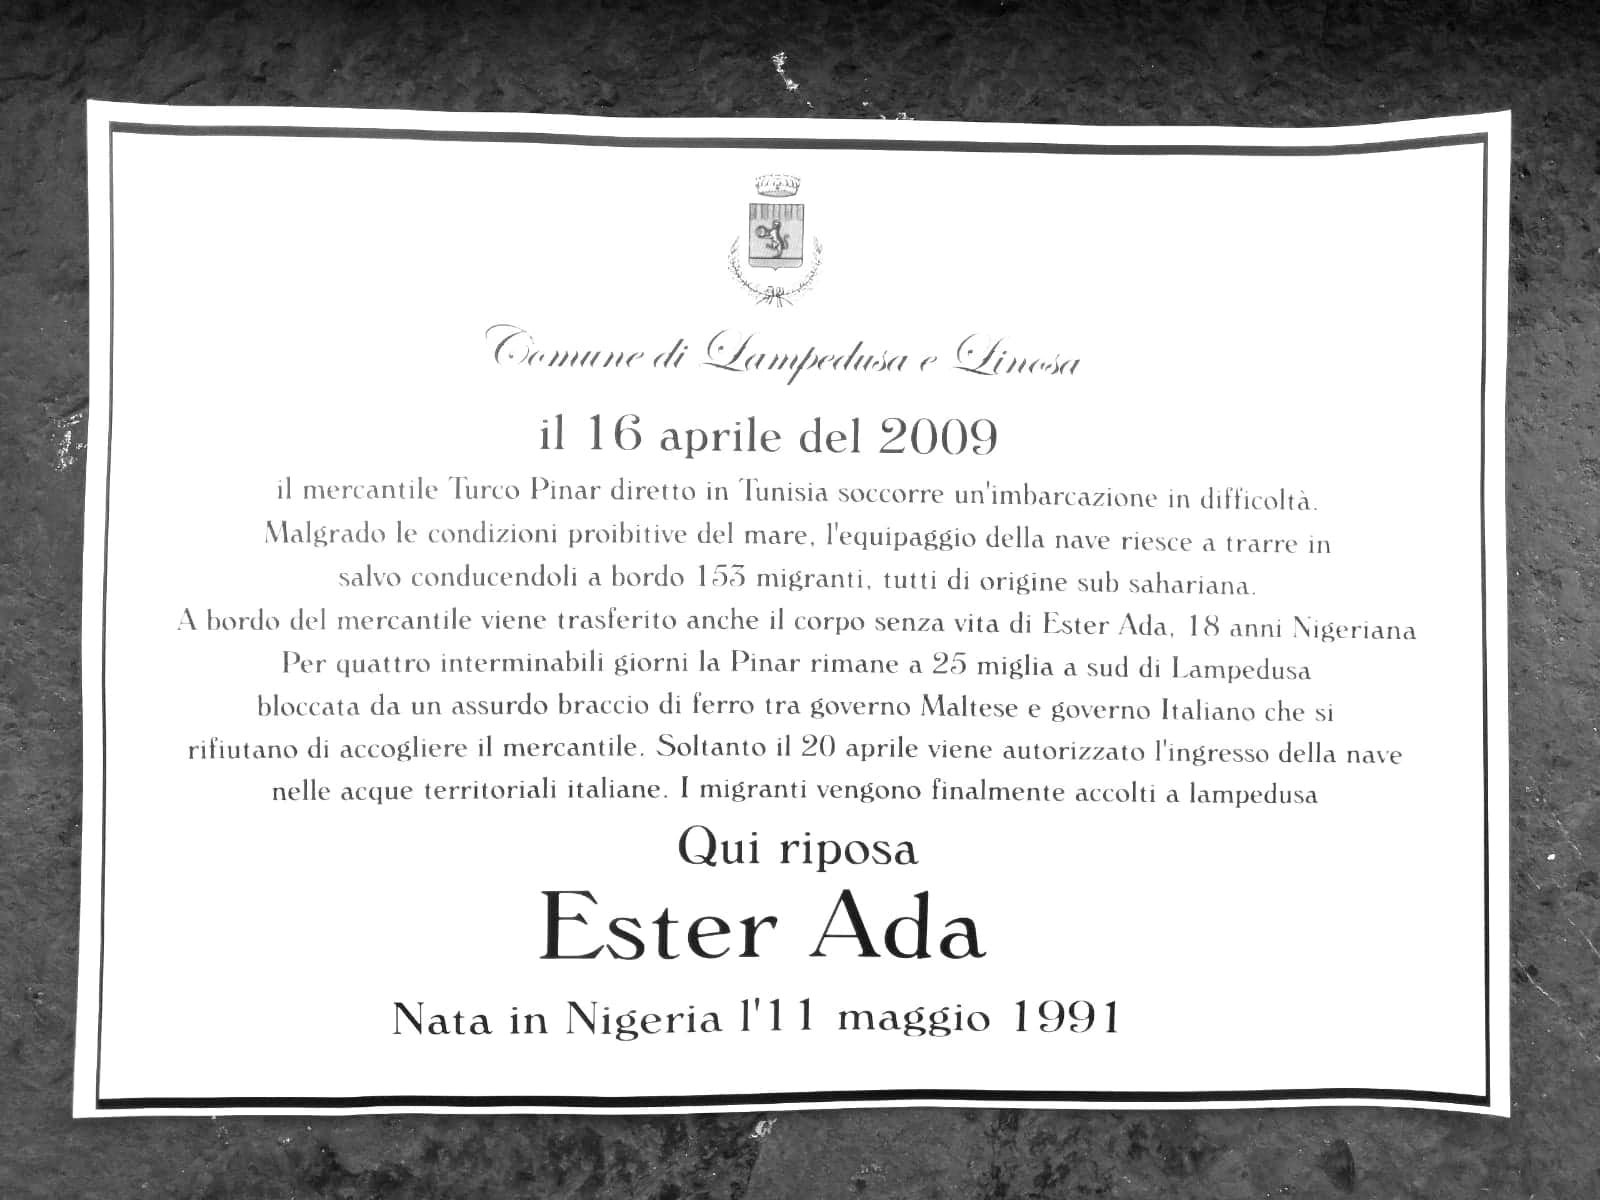 Comune di Lampedusa e Linosa
il 16 aprile del 2009
il mercantile Turco Pinar diretto in Tunisia soccorre un'imbarcazione in difficoltà.
Malgrado le condizioni proibitive del mare, l'equipaggio della nave riesce a trarre in
salvo conducendoli a bordo 153 migranti, tutti di origine sub sahariana.
A bordo del mercantile viene trasferito anche il corpo senza vita di Ester Ada, 18 anni Nigeriana
Per quattro interminabili giorni la Pinar rimane a 25 miglia a sud di Lampedusa
bloccata da un assurdo braccio di ferro tra governo Maltese e governo Italiano che si
rifiutano di accogliere il mercantile. Soltanto il 20 aprile viene autorizzato l'ingresso della nave
nelle acque territoriali italiane. I migranti vengono finalmente accolti a lampedusa
Qui riposa
Ester Ada
Nata in Nigeria l'11 maggio 1991